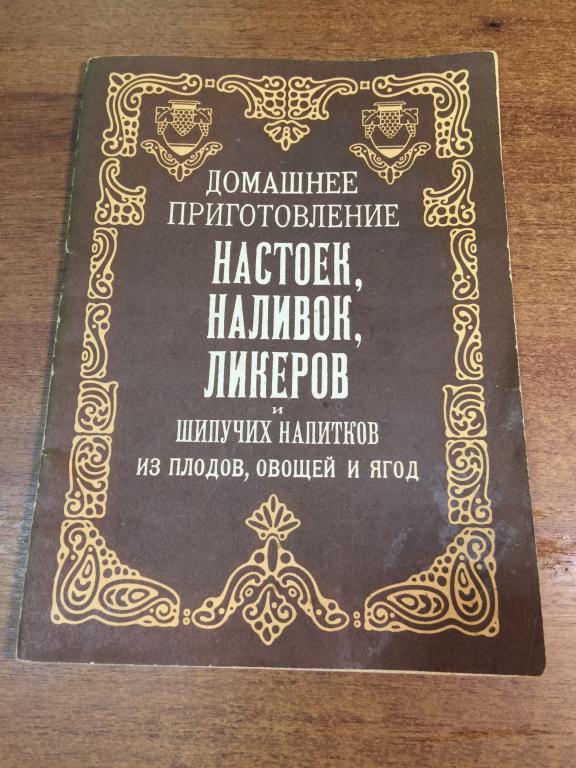 ДОМАШНЕЕ
ПРИГОТОВЛЕНИЕ
НАСТОЕК,
НАЛИВОК,
ЛИКЕРОВ
И
ШИПУЧИХ НАПИТКОВ
ИЗ ПЛОДОВ, ОВОЩЕЙ И ЯГОД